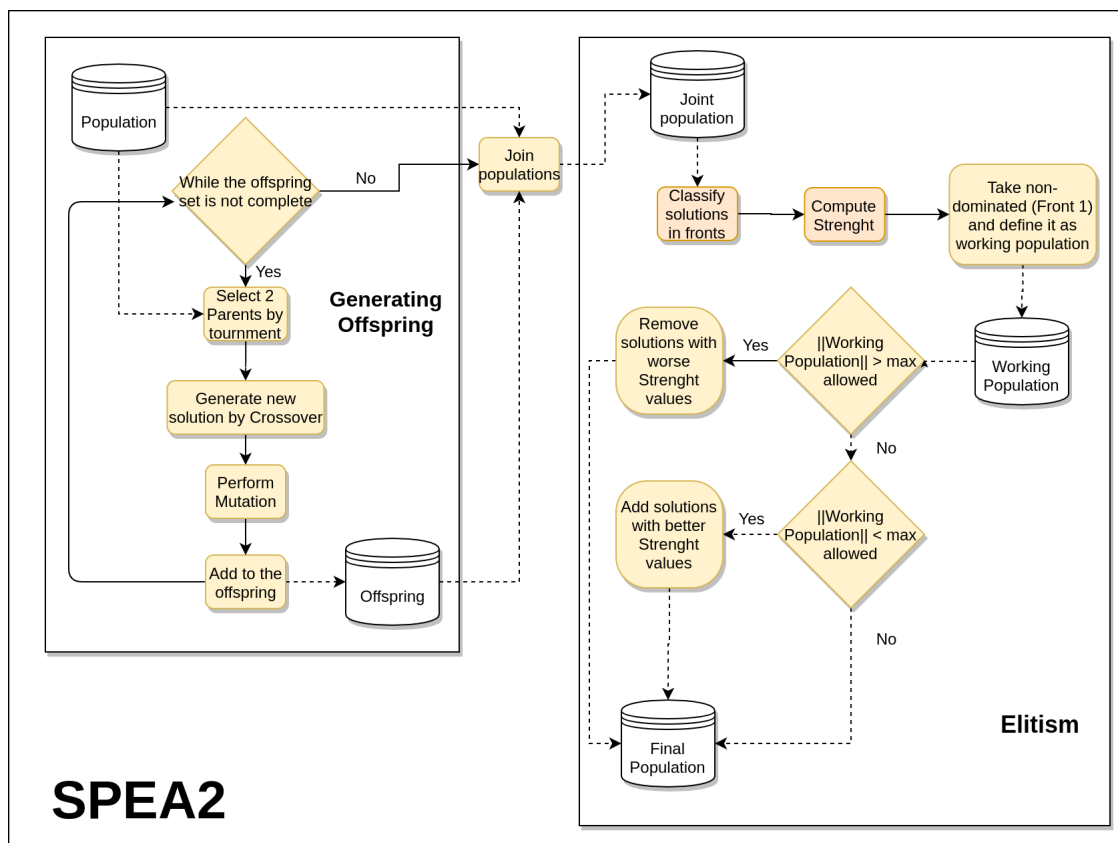 Population
While the offspring
set is not complete
No
Yes
Select 2
Parents by
tournment
Generating
Offspring
Generate new
solution by Crossover
Perform
Mutation
Add to the
offspring
Offspring
Join
populations
Joint
population
Classify
solutions
in fronts
Compute
Strenght
Take non-
dominated (Front 1)
and define it as
working population
Working
Population
||Working
Population|| > max
allowed
Yes
Remove
solutions with
worse
Strenght
values
No
||Working
Population|| < max
allowed
Yes
Add solutions
with better
Strenght
values
No
Final
Population
Elitism
SPEA2